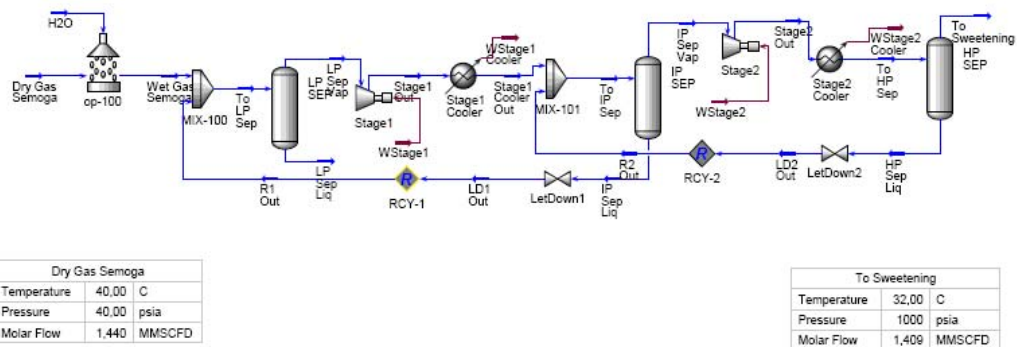 H2O
Dry Gas
Semoga
op-100
Wet Gas
Semoga
MIX-100
To
LP
Sep
LP
SEP
LP
Sep
Vap
LP
Sep
Liq
Stage1
WStage1
Stage1
Out
WStage1
Cooler
Stage1
Cooler
Stage1
Cooler
Out
MIX-101
To
IP
Sep
IP
Sep
Vap
IP
SEP
Stage2
WStage2
Stage2
Out
WStage2
Cooler
Stage2
Cooler
To
HP
Sep
To
Sweetening
HP
SEP
R1
Out
RCY-1
R
LD1
Out
LetDown1
IP
Sep
Liq
R2
Out
RCY-2
R
LD2
Out
LetDown2
HP
Sep
Liq
Dry Gas Semoga
Temperature 40,00 C
Pressure 40,00 psia
Molar Flow 1,440 MMSCFD
To Sweetening
Temperature 32,00 C
Pressure 1000 psia
Molar Flow 1,409 MMSCFD